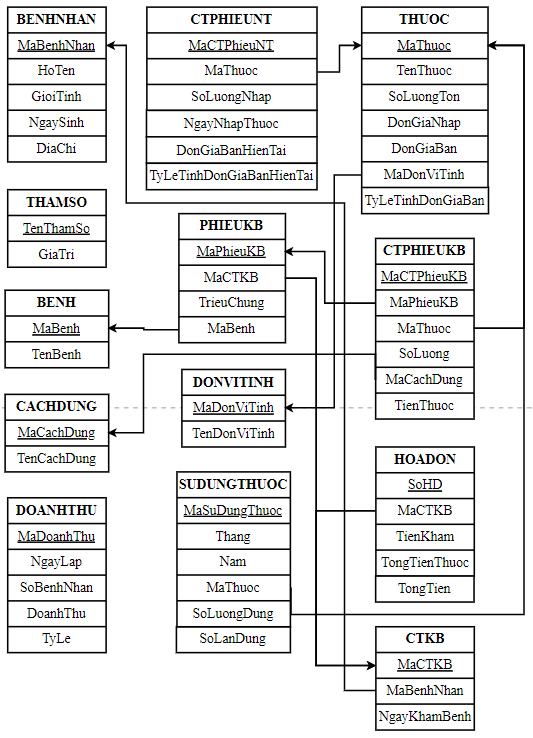 BENHNHAN
MaBenhNhan
HoTen
GioiTinh
NgaySinh
DiaChi
CTPHIEUNT
MaCTPhieuNT
MaThuoc
SoLuongNhap
NgayNhapThuoc
DonGiaBanHienTai
TyLeTinhDonGiaBanHienTai
THUOC
MaThuoc
TenThuoc
SoLuongTon
DonGiaNhap
DonGiaBan
MaDonViTinh
TyLeTinhDonGiaBan
THAMSO
TenThamSo
GiaTri
PHIEUKB
MaPhieuKB
MaCTKB
TrieuChung
MaBenh
CTPHIEUKB
MaCTPhieuKB
MaPhieuKB
MaThuoc
SoLuong
MaCachDung
TienThuoc
BENH
MaBenh
TenBenh
DONVITINH
MaDonViTinh
TenDonViTinh
CACHDUNG
MaCachDung
TenCachDung
HOADON
SoHD
MaCTKB
TienKham
TongTienThuoc
TongTien
SUDUNGTHUOC
MaSuDungThuoc
Thang
Nam
MaThuoc
SoLuongDung
SoLanDung
DOANHTHU
MaDoanhThu
NgayLap
SoBenhNhan
DoanhThu
TyLe
CTKB
MaCTKB
MaBenhNhan
NgayKhamBenh